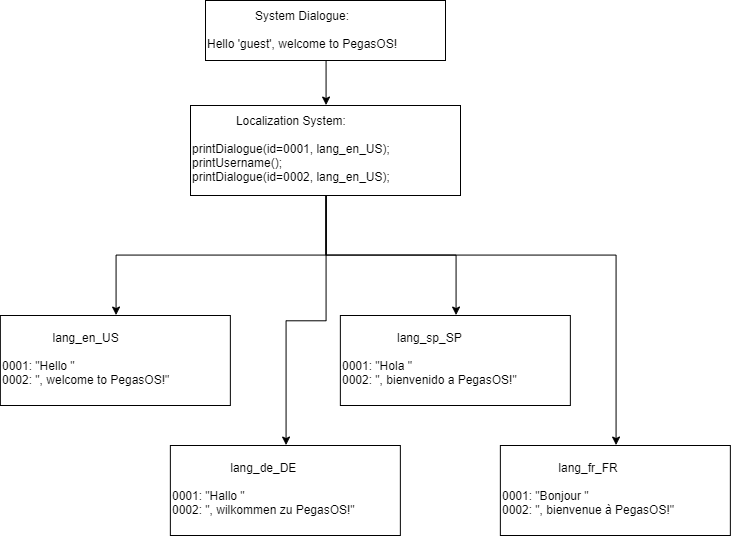 System Dialogue:
Hello 'guest', welcome to PegasOS!
Localization System:
printDialogue(id=0001, lang_en_US);
printUsername();
printDialogue(id=0002, lang_en_US);
lang_en_US
0001: "Hello "
0002: ", welcome to PegasOS!"
lang_sp_SP
0001: "Hola "
0002: ", bienvenido a PegasOS!"
lang_de_DE
0001: "Hallo "
0002: ", wilkommen zu PegasOS!"
lang_fr_FR
0001: "Bonjour "
0002: ", bienvenue à PegasOS!"